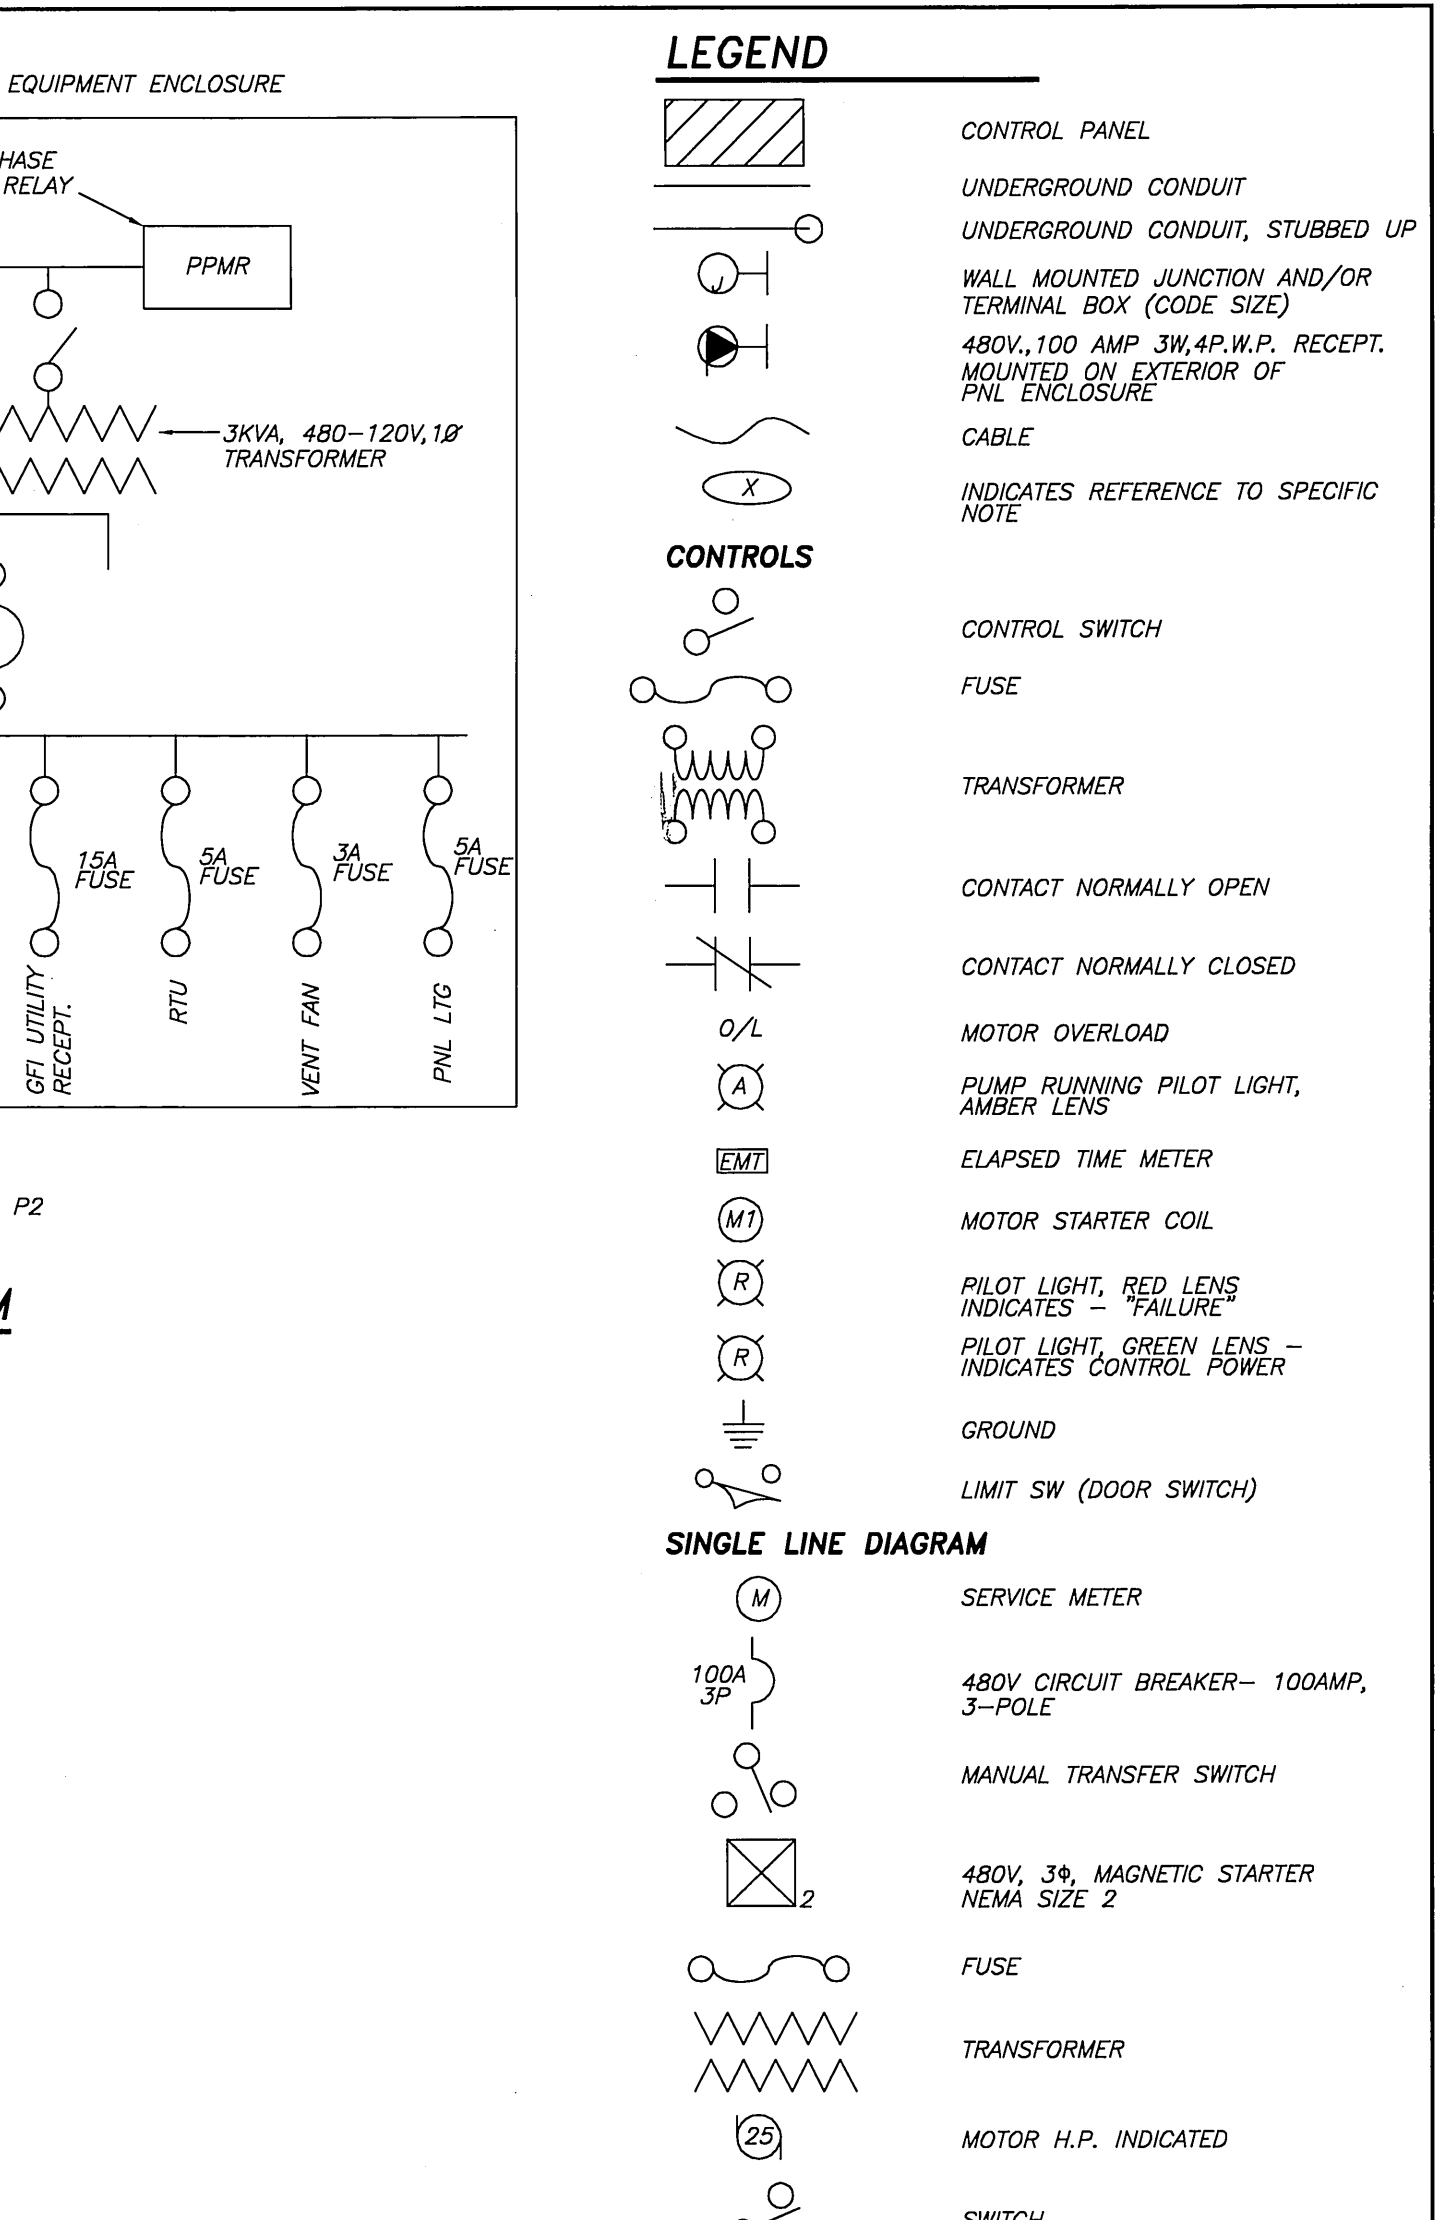 EQUIPMENT ENCLOSURE
HASE
RELAY
PPMR
3KVA, 480-120V,1Ø
TRANSFORMER
15A
FUSE
5A
FUSE
3A
FUSE
5A
FUSE
GFI UTILITY
RECEPT.
RTU
VENT FAN
PNL LTG
P2
M
LEGEND
CONTROL PANEL
UNDERGROUND CONDUIT
UNDERGROUND CONDUIT, STUBBED UP
J
WALL MOUNTED JUNCTION AND/OR
TERMINAL BOX (CODE SIZE)
480V.,100 AMP 3W,4P.W.P. RECEPT.
MOUNTED ON EXTERIOR OF
PNL ENCLOSURE
CABLE
X
INDICATES REFERENCE TO SPECIFIC
NOTE
CONTROLS
CONTROL SWITCH
FUSE
TRANSFORMER
CONTACT NORMALLY OPEN
CONTACT NORMALLY CLOSED
O/L
MOTOR OVERLOAD
A
PUMP RUNNING PILOT LIGHT,
AMBER LENS
EMT
ELAPSED TIME METER
M1
MOTOR STARTER COIL
R
PILOT LIGHT, RED LENS
INDICATES - "FAILURE"
R
PILOT LIGHT, GREEN LENS -
INDICATES CONTROL POWER
GROUND
LIMIT SW (DOOR SWITCH)
SINGLE LINE DIAGRAM
M
SERVICE METER
100A
3P
480V CIRCUIT BREAKER- 100AMP,
3-POLE
MANUAL TRANSFER SWITCH
2
480V, 3Φ, MAGNETIC STARTER
NEMA SIZE 2
FUSE
TRANSFORMER
25
MOTOR H.P. INDICATED
SWITCH